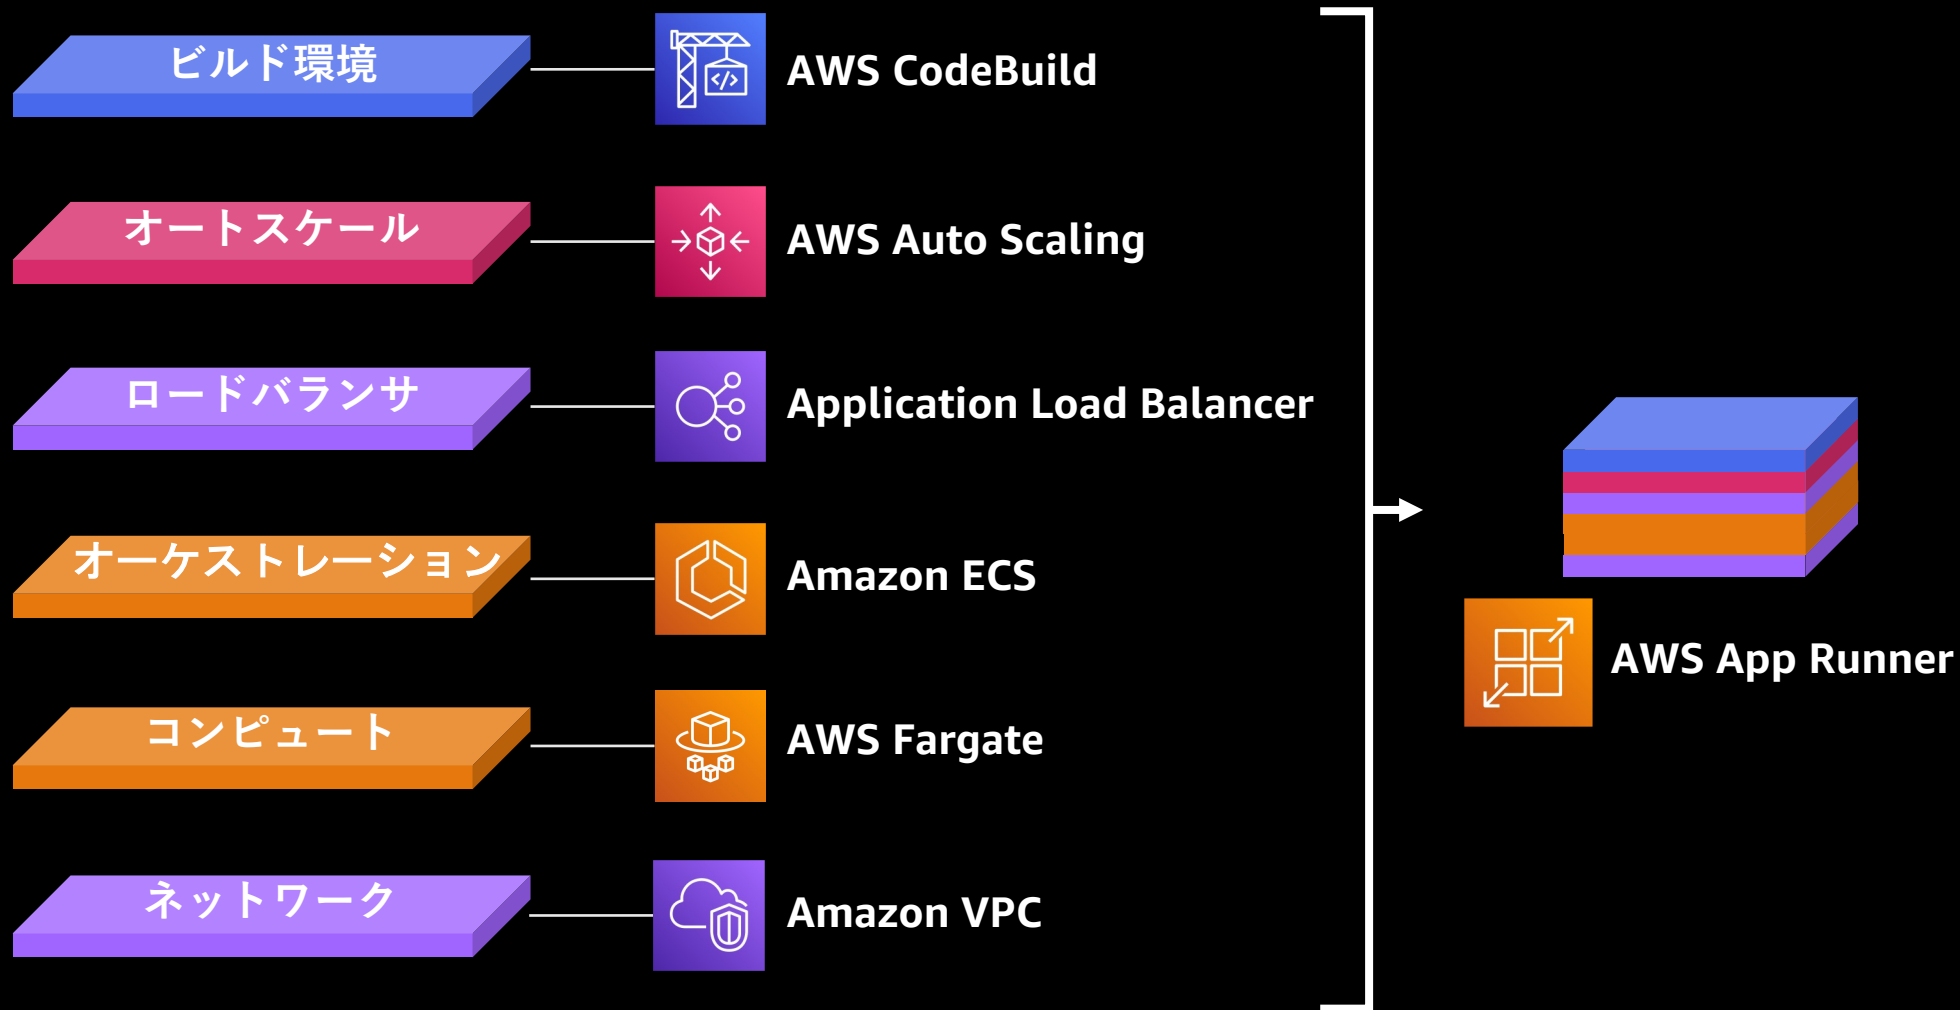 ビルド環境
AWS CodeBuild
オートスケール
AWS Auto Scaling
ロードバランサ
Application Load Balancer
オーケストレーション
Amazon ECS
コンピュート
AWS Fargate
ネットワーク
Amazon VPC
AWS App Runner